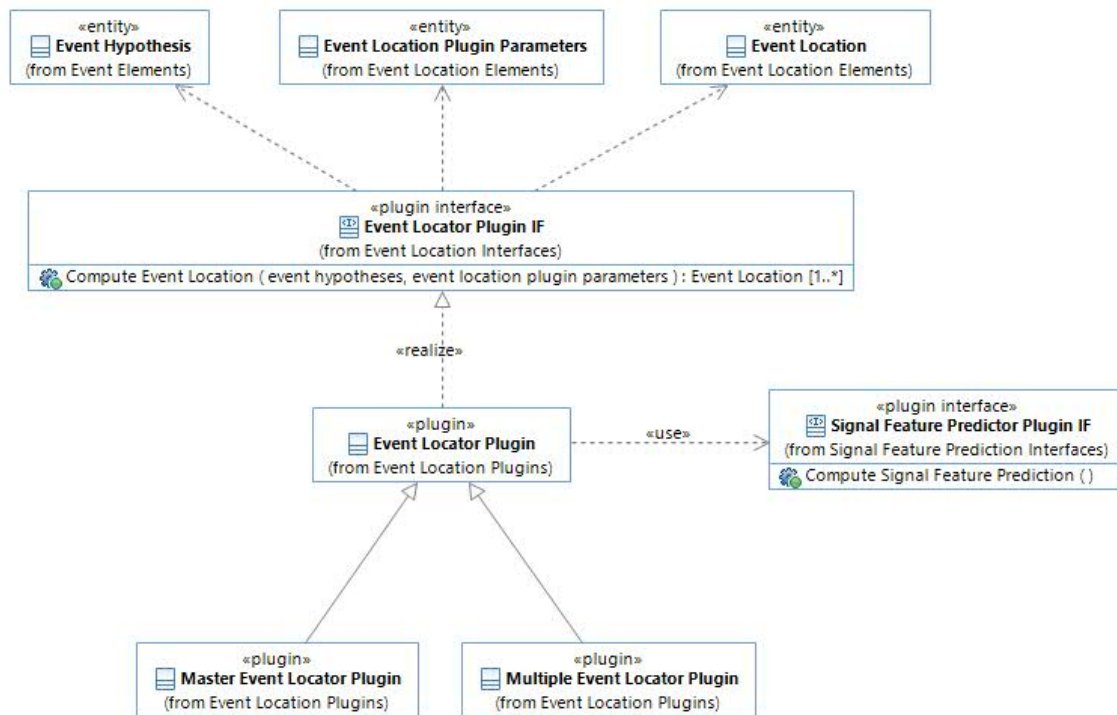 «entity»
Event Hypothesis
(from Event Elements)
«entity»
Event Location Plugin Parameters
(from Event Location Elements)
«entity»
Event Location
(from Event Location Elements)
«plugin interface»
Event Locator Plugin IF
(from Event Location Interfaces)
Compute Event Location ( event hypotheses, event location plugin parameters ) : Event Location [1..*]
«realize»
«plugin»
Event Locator Plugin
(from Event Location Plugins)
«use»
«plugin interface»
Signal Feature Predictor Plugin IF
(from Signal Feature Prediction Interfaces)
Compute Signal Feature Prediction ( )
«plugin»
Master Event Locator Plugin
(from Event Location Plugins)
«plugin»
Multiple Event Locator Plugin
(from Event Location Plugins)